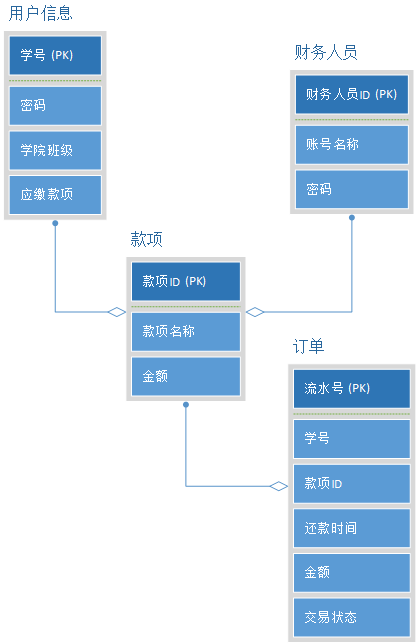 用户信息
学号 (PK)
密码
学院班级
应缴款项
财务人员
财务人员ID (PK)
账号名称
密码
款项
款项ID (PK)
款项名称
金额
订单
流水号 (PK)
学号
款项ID
还款时间
金额
交易状态